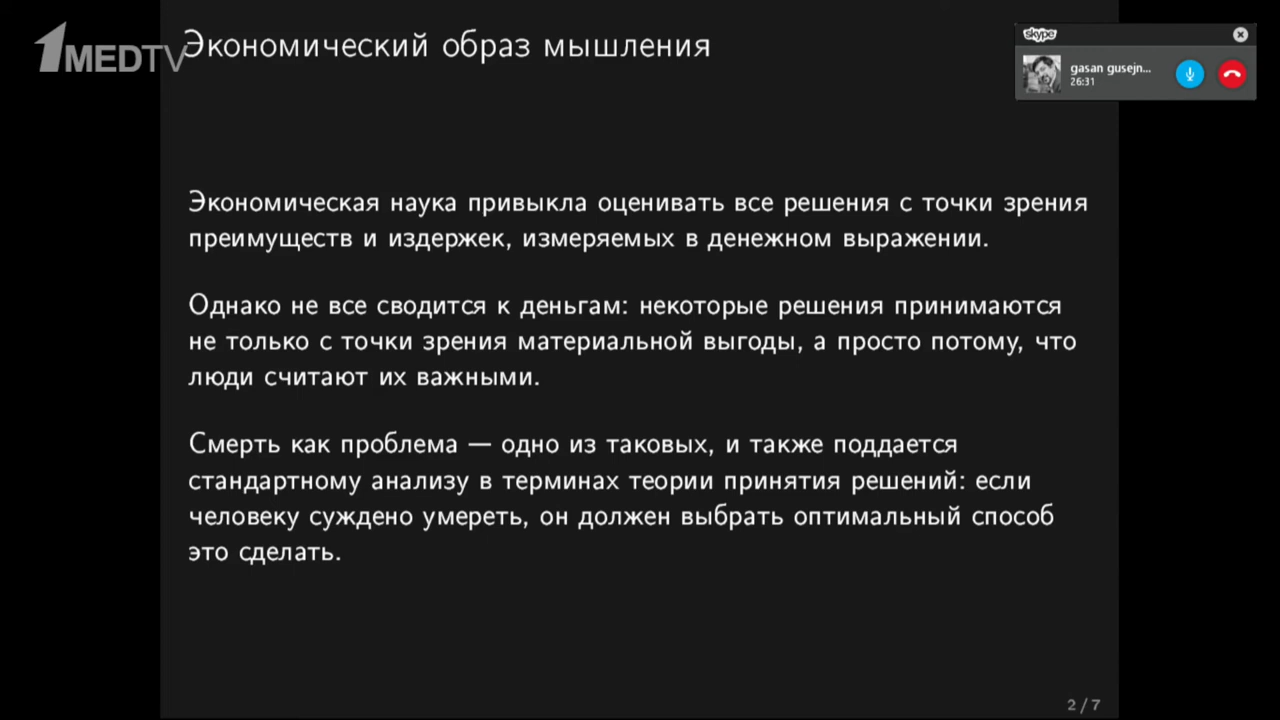 1MEDTV
Экономический образ мышления
skype
gasan gusejn...
26:31
Экономическая наука привыкла оценивать все решения с точки зрения
преимуществ и издержек, измеряемых в денежном выражении.
Однако не все сводится к деньгам: некоторые решения принимаются
не только с точки зрения материальной выгоды, а просто потому, что
люди считают их важными.
Смерть как проблема — одно из таковых, и также поддается
стандартному анализу в терминах теории принятия решений: если
человеку суждено умереть, он должен выбрать оптимальный способ
это сделать.
2 / 7